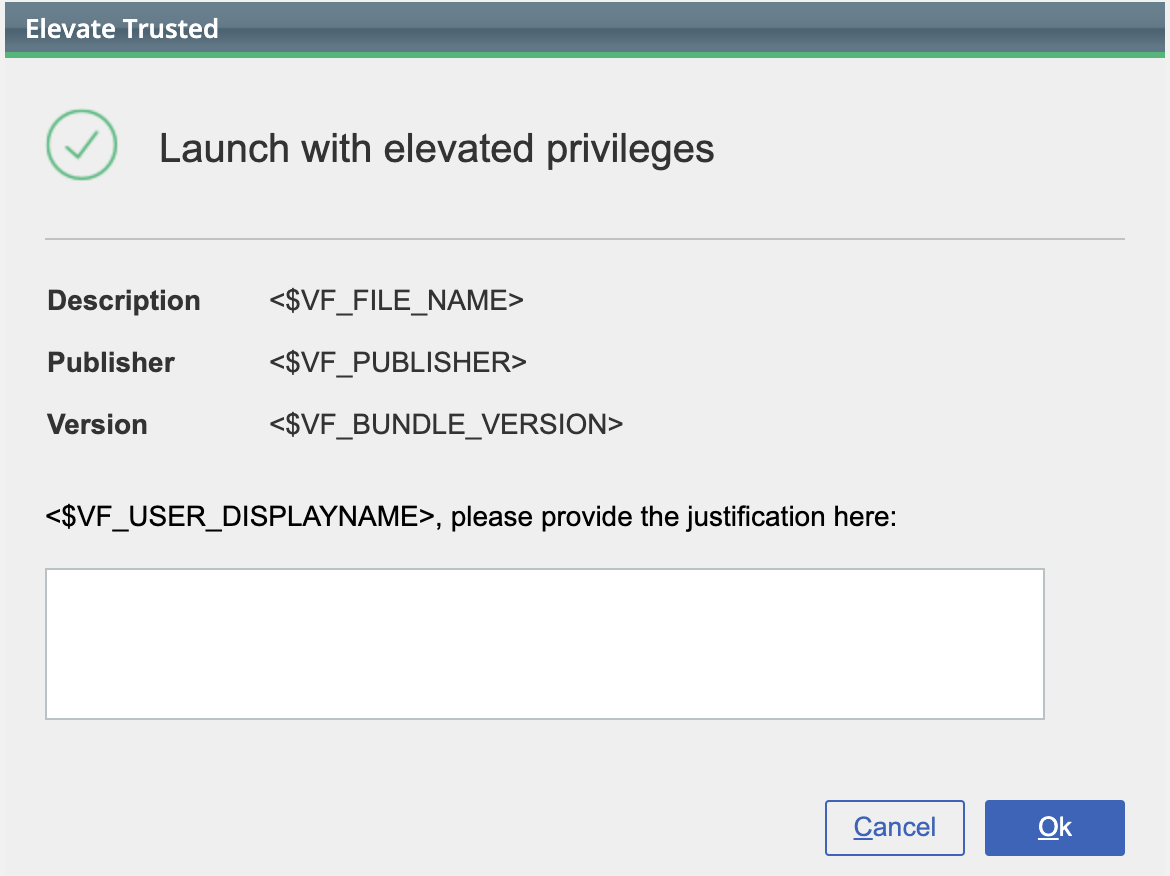 Elevate Trusted
Launch with elevated privileges
Description <$VF_FILE_NAME>
Publisher <$VF_PUBLISHER>
Version <$VF_BUNDLE_VERSION>
<$VF_USER_DISPLAYNAME>, please provide the justification here:
Cancel Ok